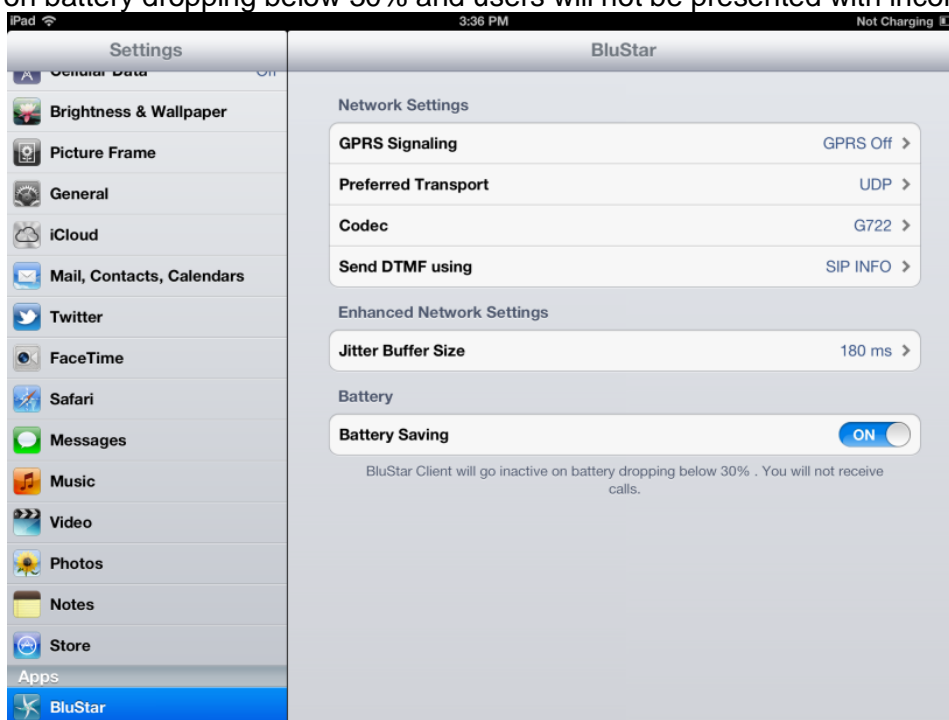 on battery dropping below 30% and users will not be presented with
iPad 3:36 PM Not Charging
Settings
BluStar
Cellular Data Off
Brightness & Wallpaper
Picture Frame
General
iCloud
Mail, Contacts, Calendars
Twitter
FaceTime
Safari
Messages
Music
Video
Photos
Notes
Store
Apps
BluStar
Network Settings
GPRS Signaling GPRS Off
Preferred Transport UDP
Codec G722
Send DTMF using SIP INFO
Enhanced Network Settings
Jitter Buffer Size 180 ms
Battery
Battery Saving ON
BluStar Client will go inactive on battery dropping below 30% . You will not receive
calls.